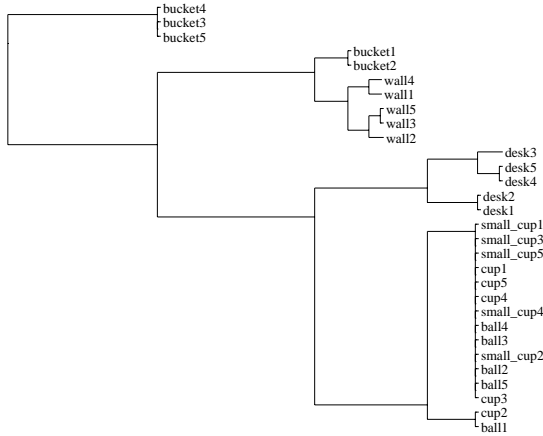 bucket4
bucket3
bucket5
bucket1
bucket2
wall4
wall1
wall5
wall3
wall2
desk3
desk5
desk4
desk2
desk1
small_cup1
small_cup3
small_cup5
cup1
cup5
cup4
small_cup4
ball4
ball3
small_cup2
ball2
ball5
cup3
cup2
ball1